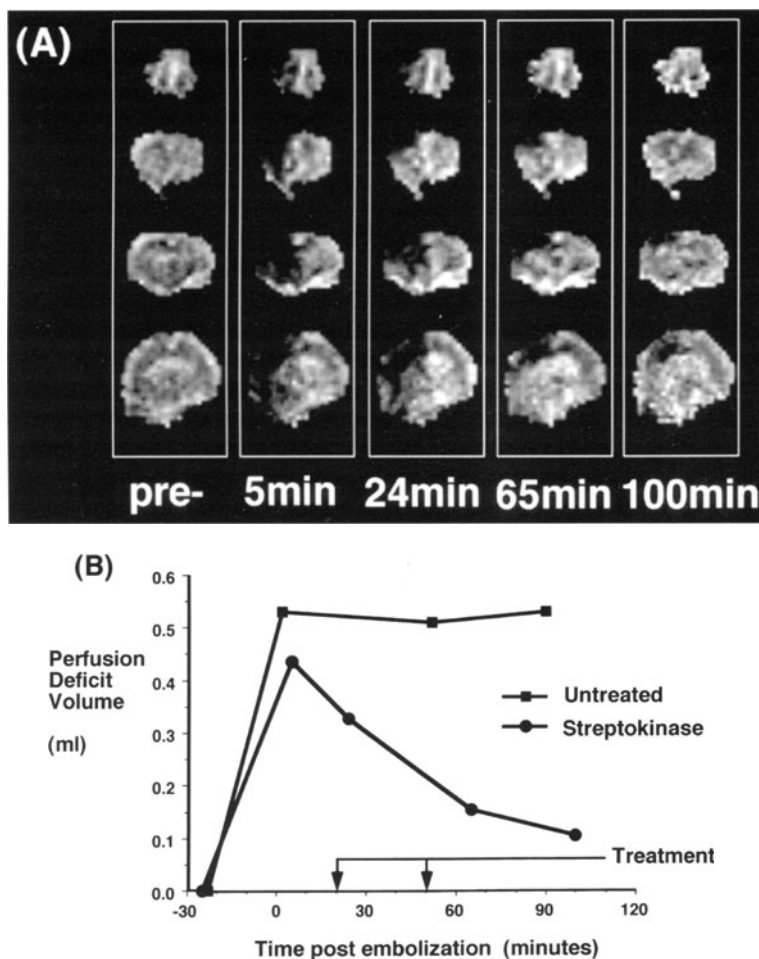 (A)
pre- 5min 24min 65min 100min
(B)
0.6
0.5
0.4
0.3
0.2
0.1
0.0
Perfusion
Deficit
Volume
(ml)
Untreated
Streptokinase
Treatment
-30 0 30 60 90 120
Time post embolization (minutes)